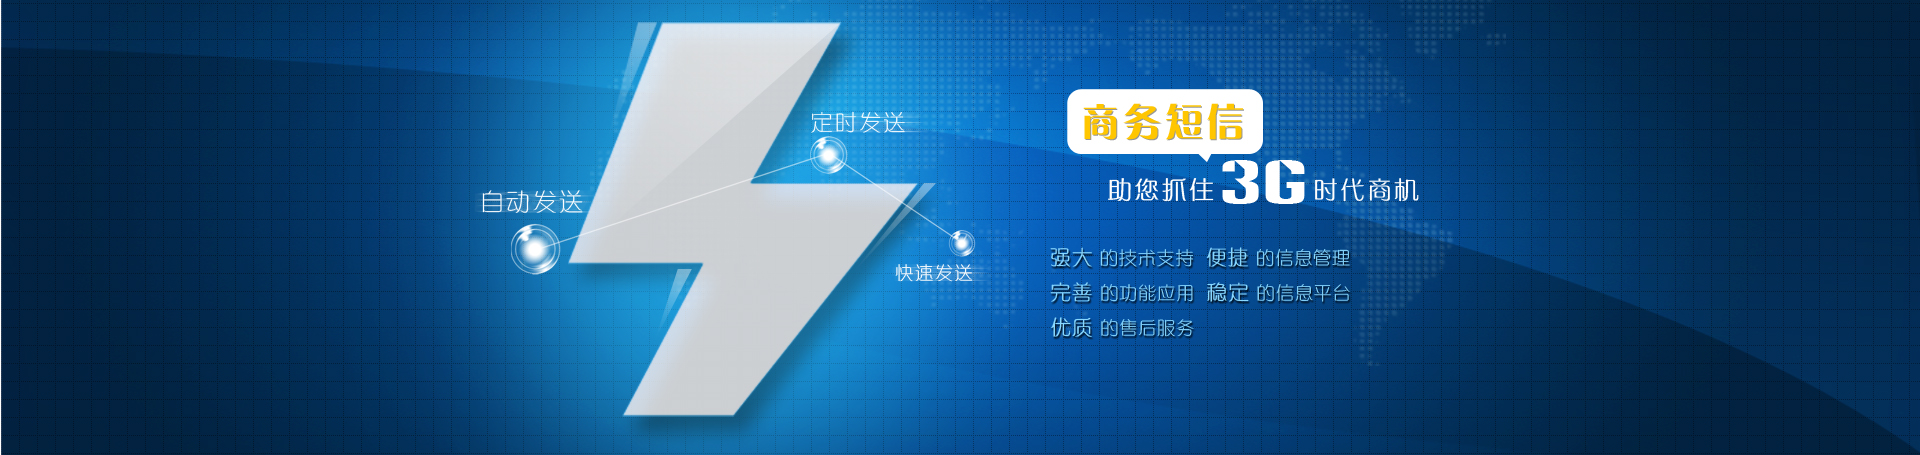 定时发送
自动发送
快速发送
商务短信
助您抓住3G时代商机
强大的技术支持 便捷的信息管理
完善的功能应用 稳定的信息平台
优质的售后服务